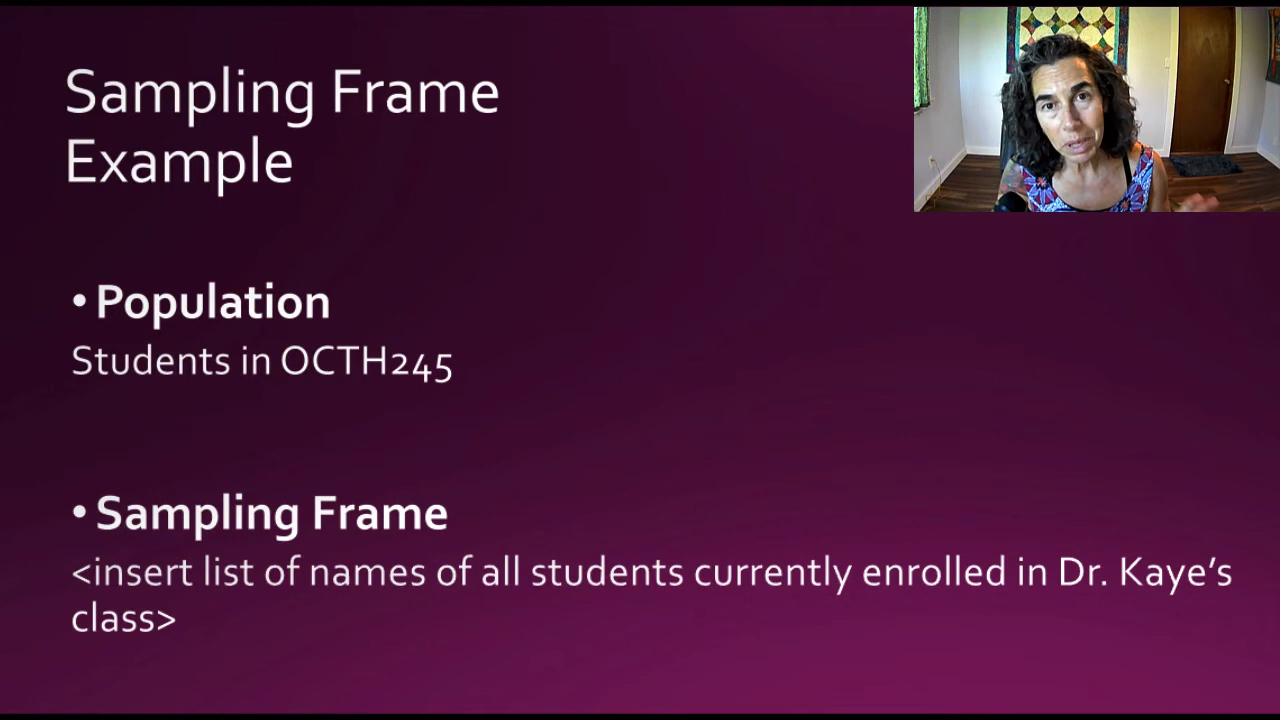 Sampling Frame
Example
• Population
Students in OCTH245
• Sampling Frame
<insert list of names of all students currently enrolled in Dr. Kaye’s
class>